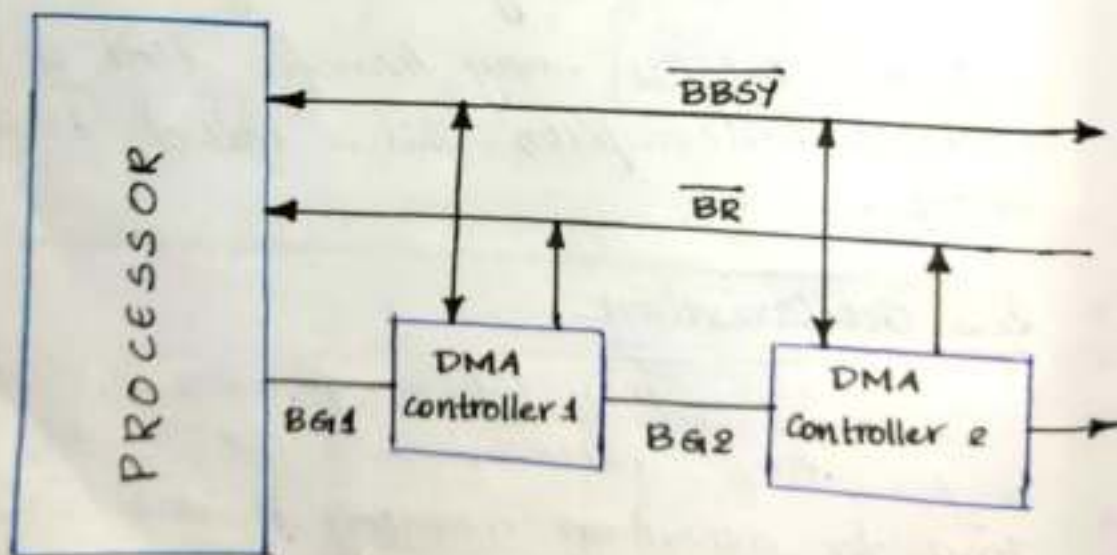 BBSY
BR
PROCESSOR
DMA
controller 1
DMA
Controller 2
BG1
BG2